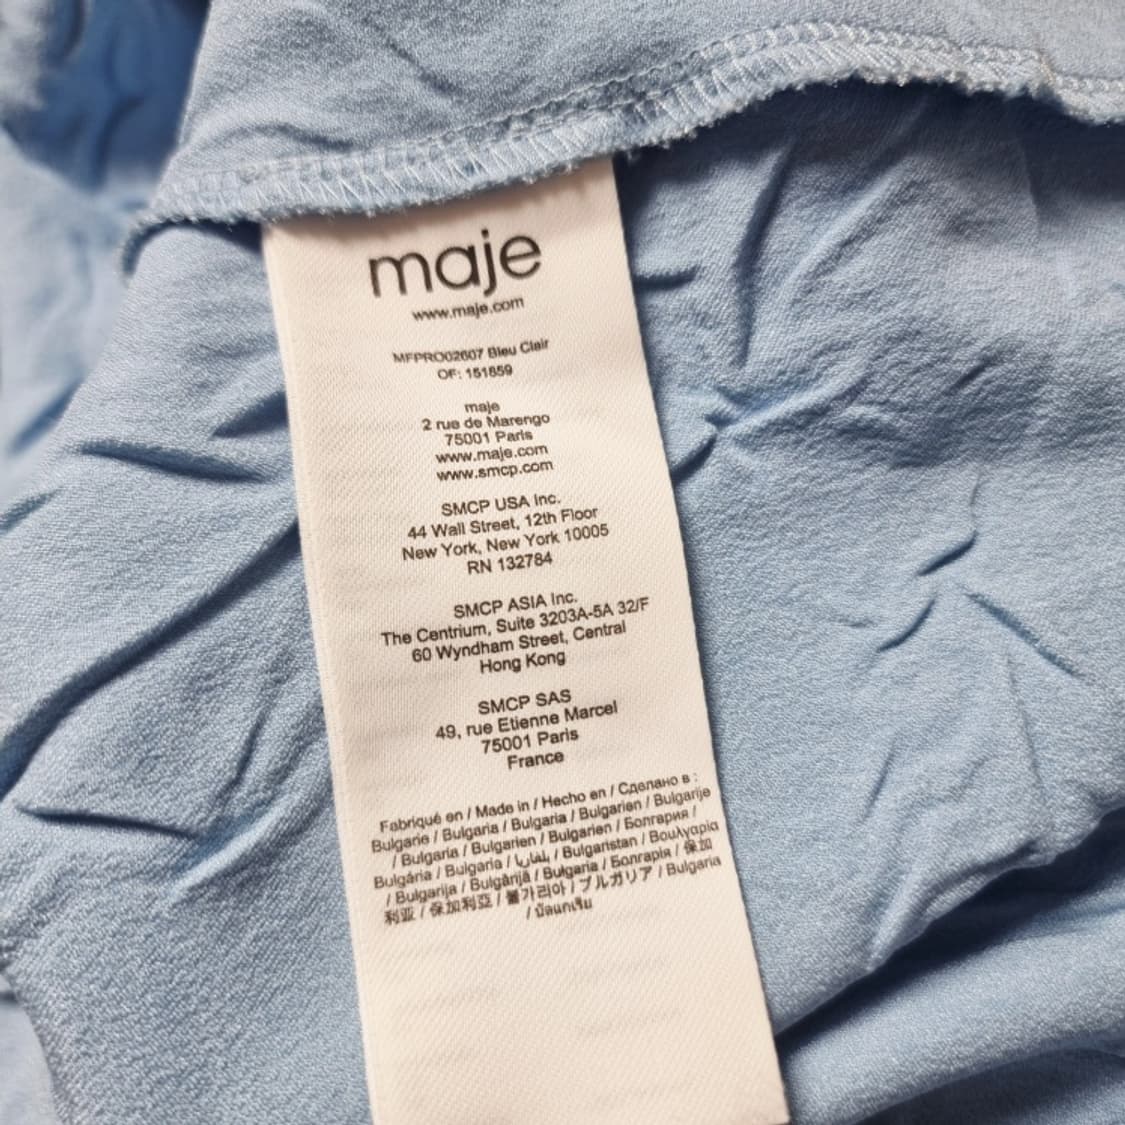 maje
www.maje.com
MFPRO02607 Bleu Clair
OF: 151859
maje
2 rue de Marengo
75001 Paris
www.maje.com
www.smcp.com
SMCP USA Inc.
44 Wall Street, 12th Floor
New York, New York 10005
RN 132784
SMCP ASIA Inc.
The Centrium, Suite 3203A-5A 32/F
60 Wyndham Street, Central
Hong Kong
SMCP SAS
49, rue Etienne Marcel
75001 Paris
France
Fabriqué en / Made in / Hecho en / Сделано в :
Bulgarie / Bulgaria / Bulgaria / Bulgarien / Bulgarije
/ Bulgaria / Bulgarien / Bulgarien / Болгария /
Bulgária / Bulgaria / بلغاريا / Bulgaristan / Βουλγαρία
/ Bulgarija / Bulgārijā / Bulgaria / Болгарія / 保加
利亚 / 保加利亞 / 불가리아 / ブルガリア / Bulgaria
/ บัลแกเรีย